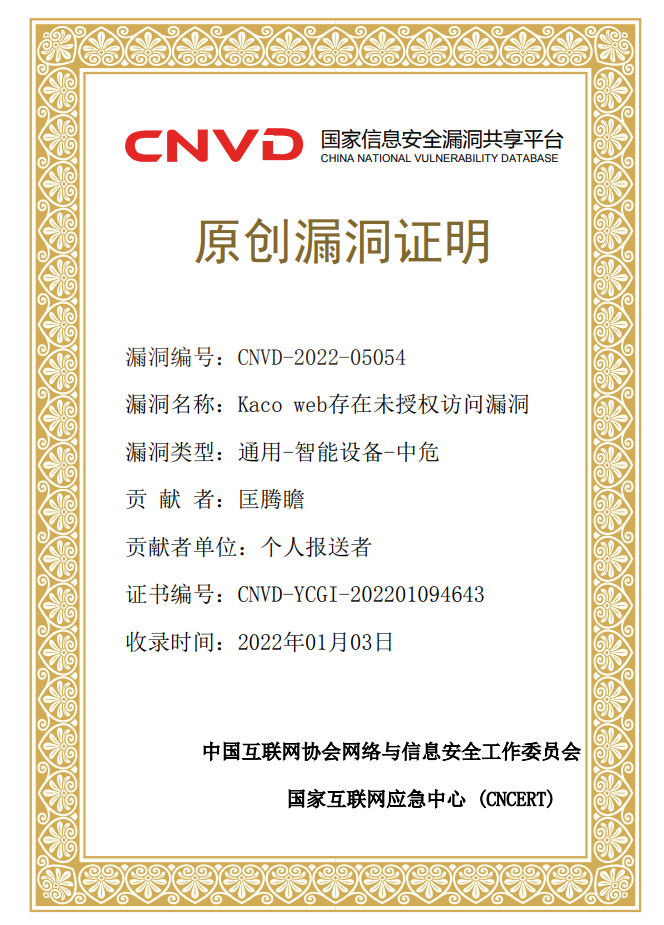 CNVD 国家信息安全漏洞共享平台
CHINA NATIONAL VULNERABILITY DATABASE
原创漏洞证明
漏洞编号：CNVD-2022-05054
漏洞名称：Kaco web存在未授权访问漏洞
漏洞类型：通用-智能设备-中危
贡 献 者：匡腾瞻
贡献者单位：个人报送者
证书编号：CNVD-YCGI-202201094643
收录时间：2022年01月03日
中国互联网协会网络与信息安全工作委员会
国家互联网应急中心 (CNCERT)